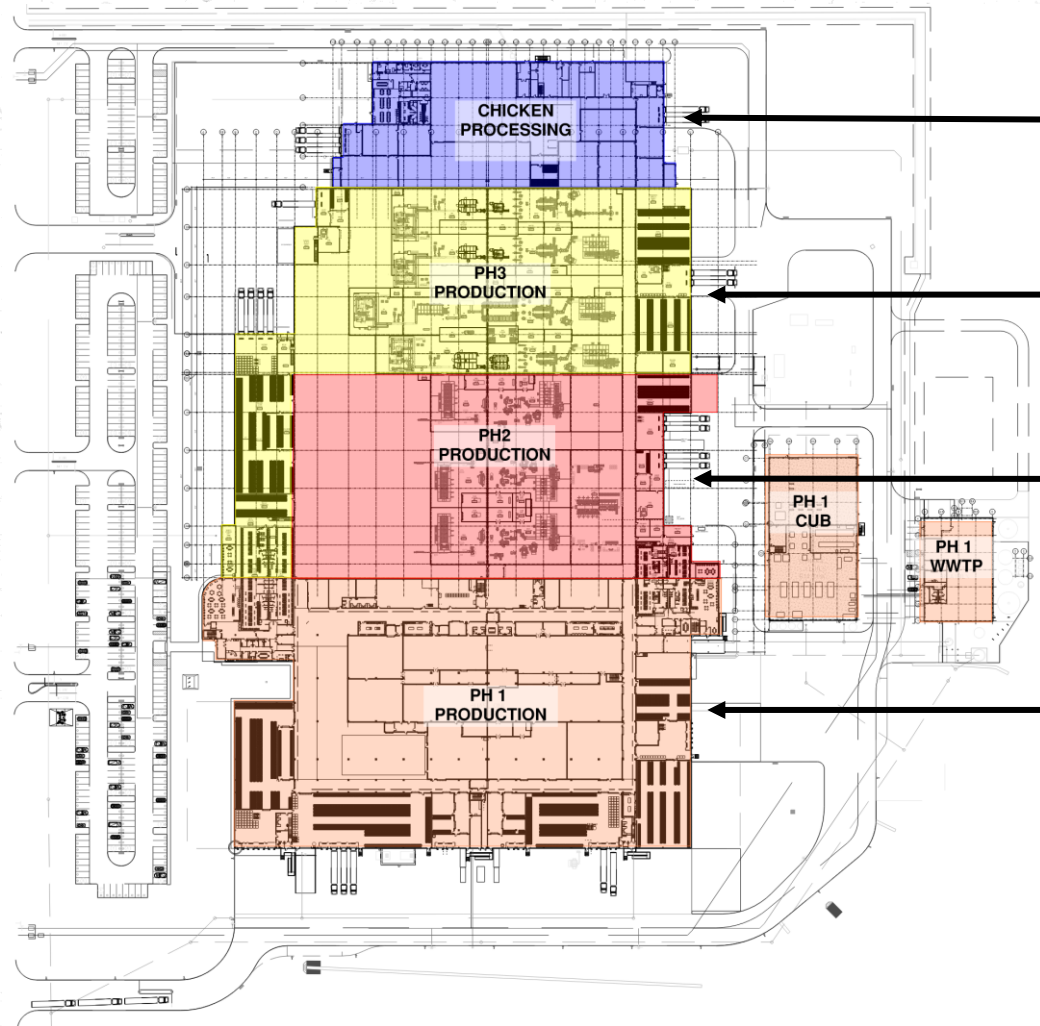 CHICKEN
PROCESSING
PH3
PRODUCTION
PH2
PRODUCTION
PH 1
CUB
PH 1
WWTP
PH 1
PRODUCTION